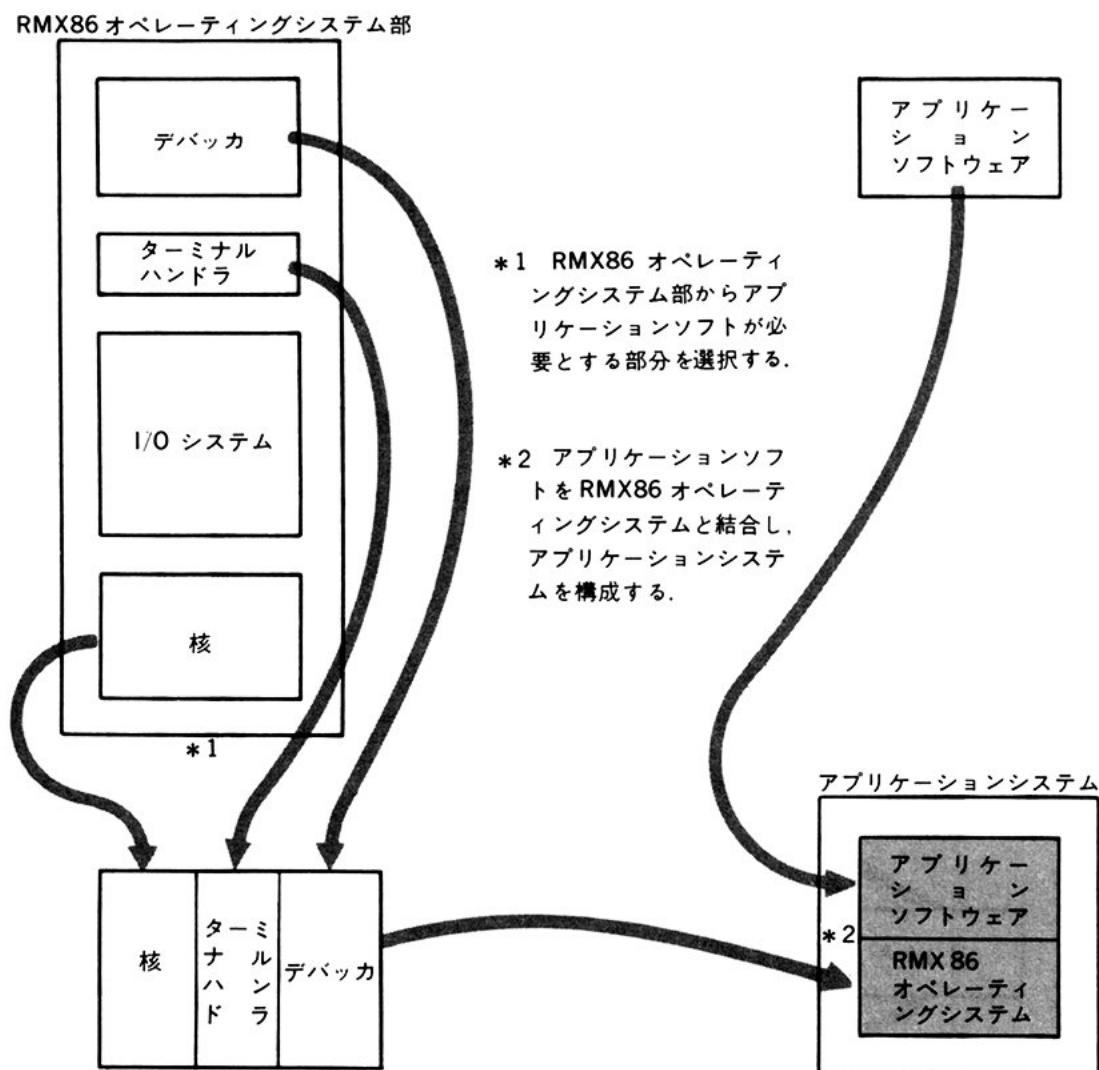 RMX86 オペレーティングシステム部
デバッカ
ターミナル
ハンドラ
I/O システム
核
*1
アプリケー
ション
ソフトウェア
*1 RMX86 オペレーティ
ングシステム部からアプ
リケーションソフトが必
要とする部分を選択する.
*2 アプリケーションソフ
トをRMX86 オペレーテ
ィングシステムと結合し,
アプリケーションシステ
ムを構成する.
核
ターミ
ナル
ハン
ドラ
デバッカ
アプリケーションシステム
アプリケー
ション
ソフトウェア
*2
RMX 86
オペレーティ
ングシステム